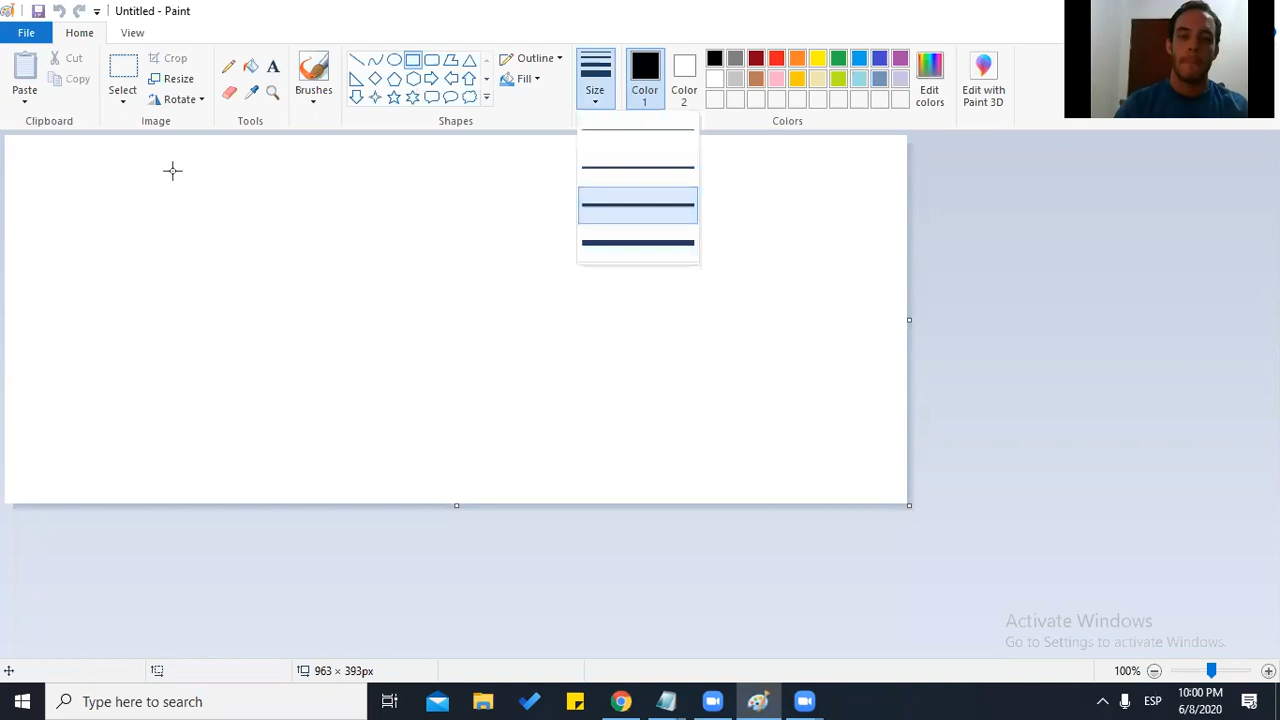 Untitled - Paint
File
Home
View
Paste
Cut
Copy
Clipboard
Select
Crop
Resize
Rotate
Image
A
Tools
Brushes
Outline
Fill
Shapes
Size
Color
1
Color
2
Colors
Edit
colors
Edit with
Paint 3D
Activate Windows
Go to Settings to activate Windows.
963 × 393px
100%
Type here to search
ESP
10:00 PM
6/8/2020